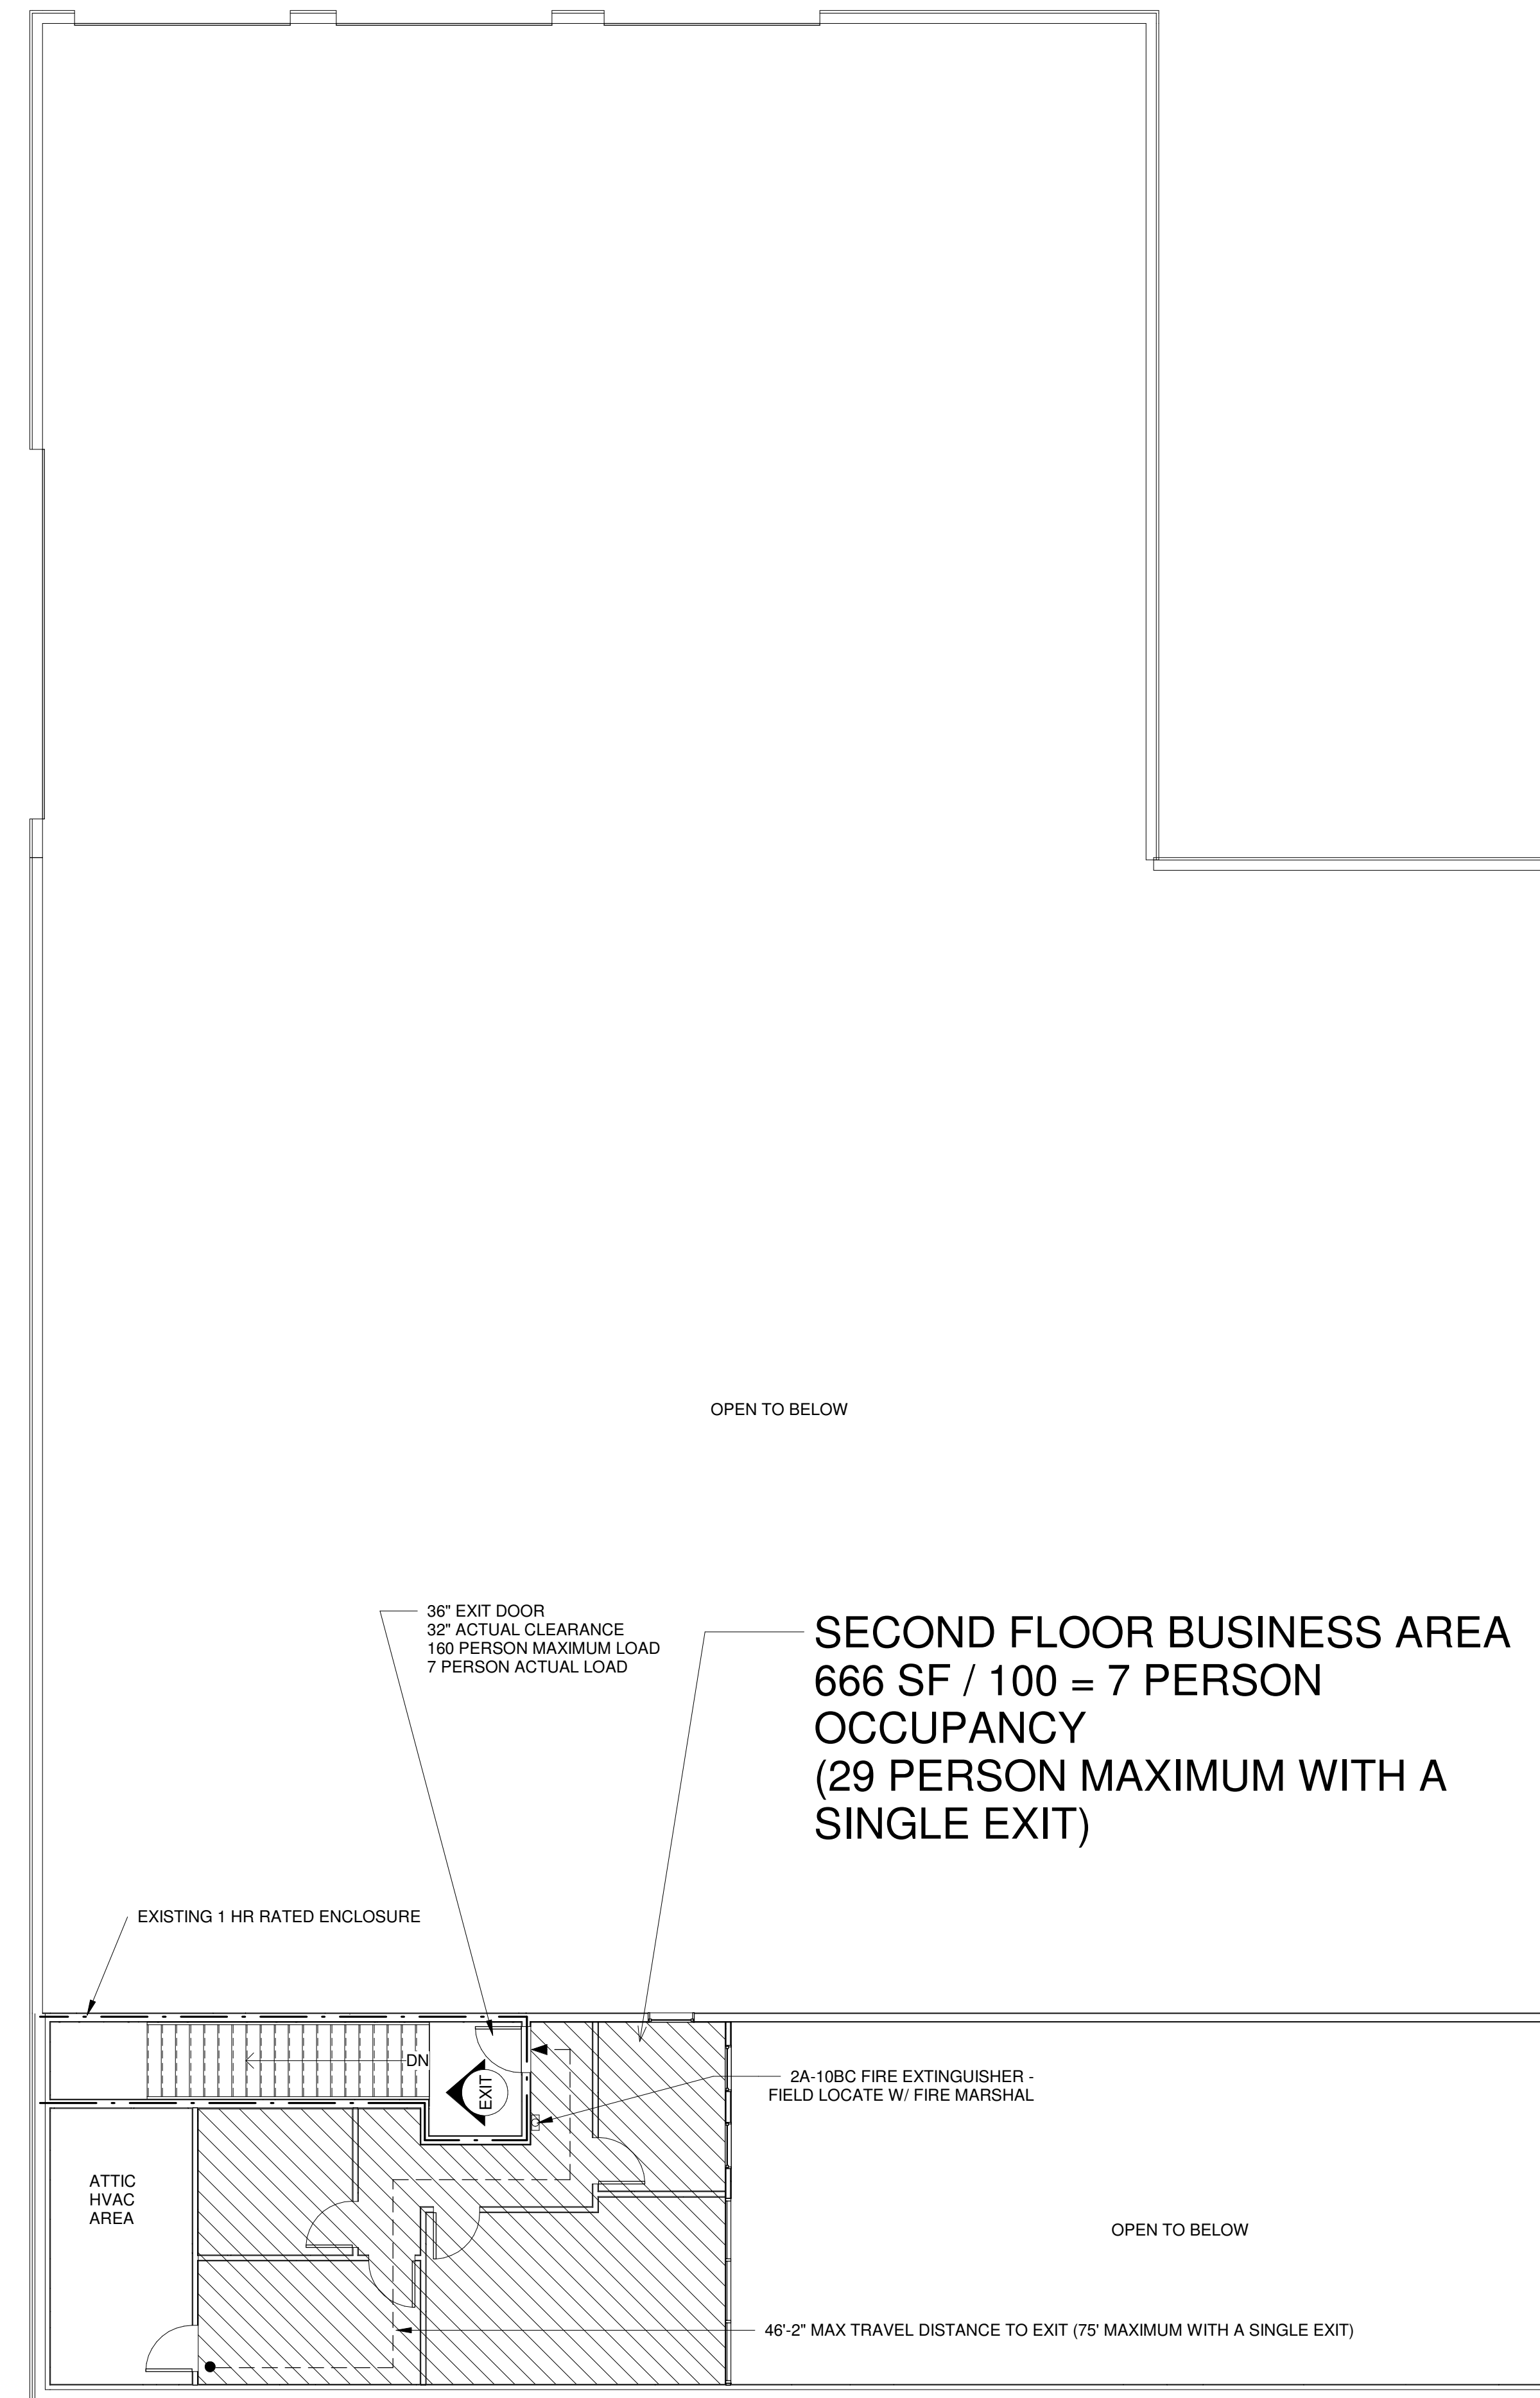 OPEN TO BELOW
36" EXIT DOOR
32" ACTUAL CLEARANCE
160 PERSON MAXIMUM LOAD
7 PERSON ACTUAL LOAD
SECOND FLOOR BUSINESS AREA
666 SF / 100 = 7 PERSON
OCCUPANCY
(29 PERSON MAXIMUM WITH A
SINGLE EXIT)
EXISTING 1 HR RATED ENCLOSURE
DN
EXIT
2A-10BC FIRE EXTINGUISHER -
FIELD LOCATE W/ FIRE MARSHAL
ATTIC
HVAC
AREA
OPEN TO BELOW
46'-2" MAX TRAVEL DISTANCE TO EXIT (75' MAXIMUM WITH A SINGLE EXIT)